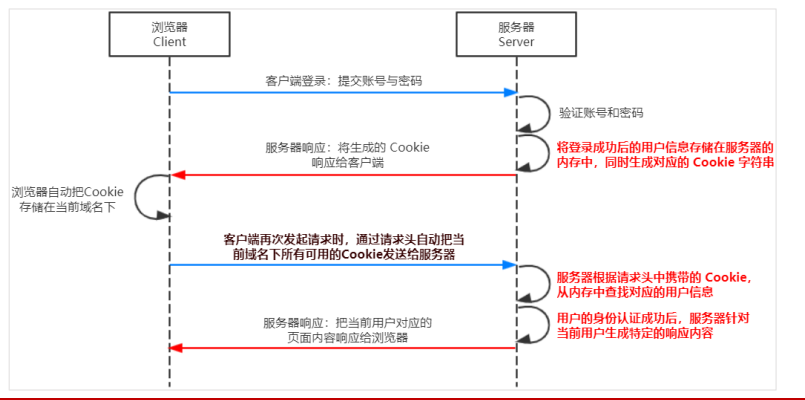 浏览器
Client
服务器
Server
客户端登录：提交账号与密码
验证账号和密码
服务器响应：将生成的 Cookie
响应给客户端
将登录成功后的用户信息存储在服务器的
内存中，同时生成对应的 Cookie 字符串
浏览器自动把Cookie
存储在当前域名下
客户端再次发起请求时，通过请求头自动把当
前域名下所有可用的Cookie发送给服务器
服务器根据请求头中携带的 Cookie，
从内存中查找对应的用户信息
服务器响应：把当前用户对应的
页面内容响应给浏览器
用户的身份认证成功后，服务器针对
当前用户生成特定的响应内容